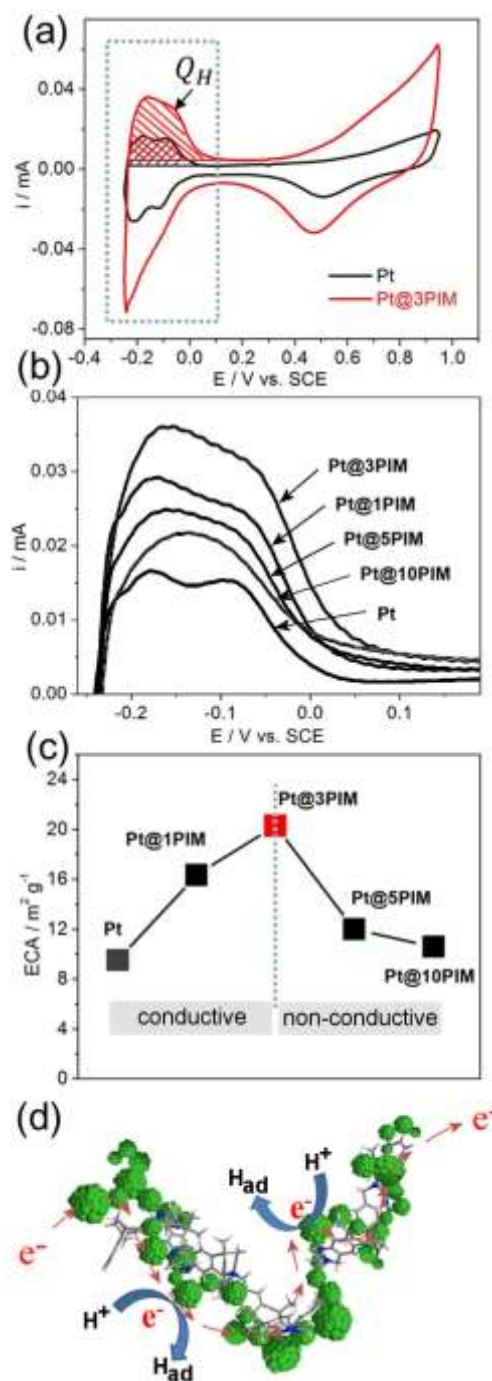 (a)
Q_H
i / mA
0.04
0.00
-0.04
-0.08
Pt
Pt@3PIM
-0.4 -0.2 0.0 0.2 0.4 0.6 0.8 1.0
E / V vs. SCE
(b)
i / mA
0.04
0.03
0.02
0.01
0.00
Pt@3PIM
Pt@1PIM
Pt@5PIM
Pt@10PIM
Pt
-0.2 -0.1 0.0 0.1
E / V vs. SCE
(c)
ECA / m² g⁻¹
24
20
16
12
8
4
0
Pt@3PIM
Pt@1PIM
Pt
Pt@5PIM
Pt@10PIM
conductive non-conductive
(d)
e⁻
H⁺
H_ad
e⁻
e⁻
H⁺
e⁻
H_ad